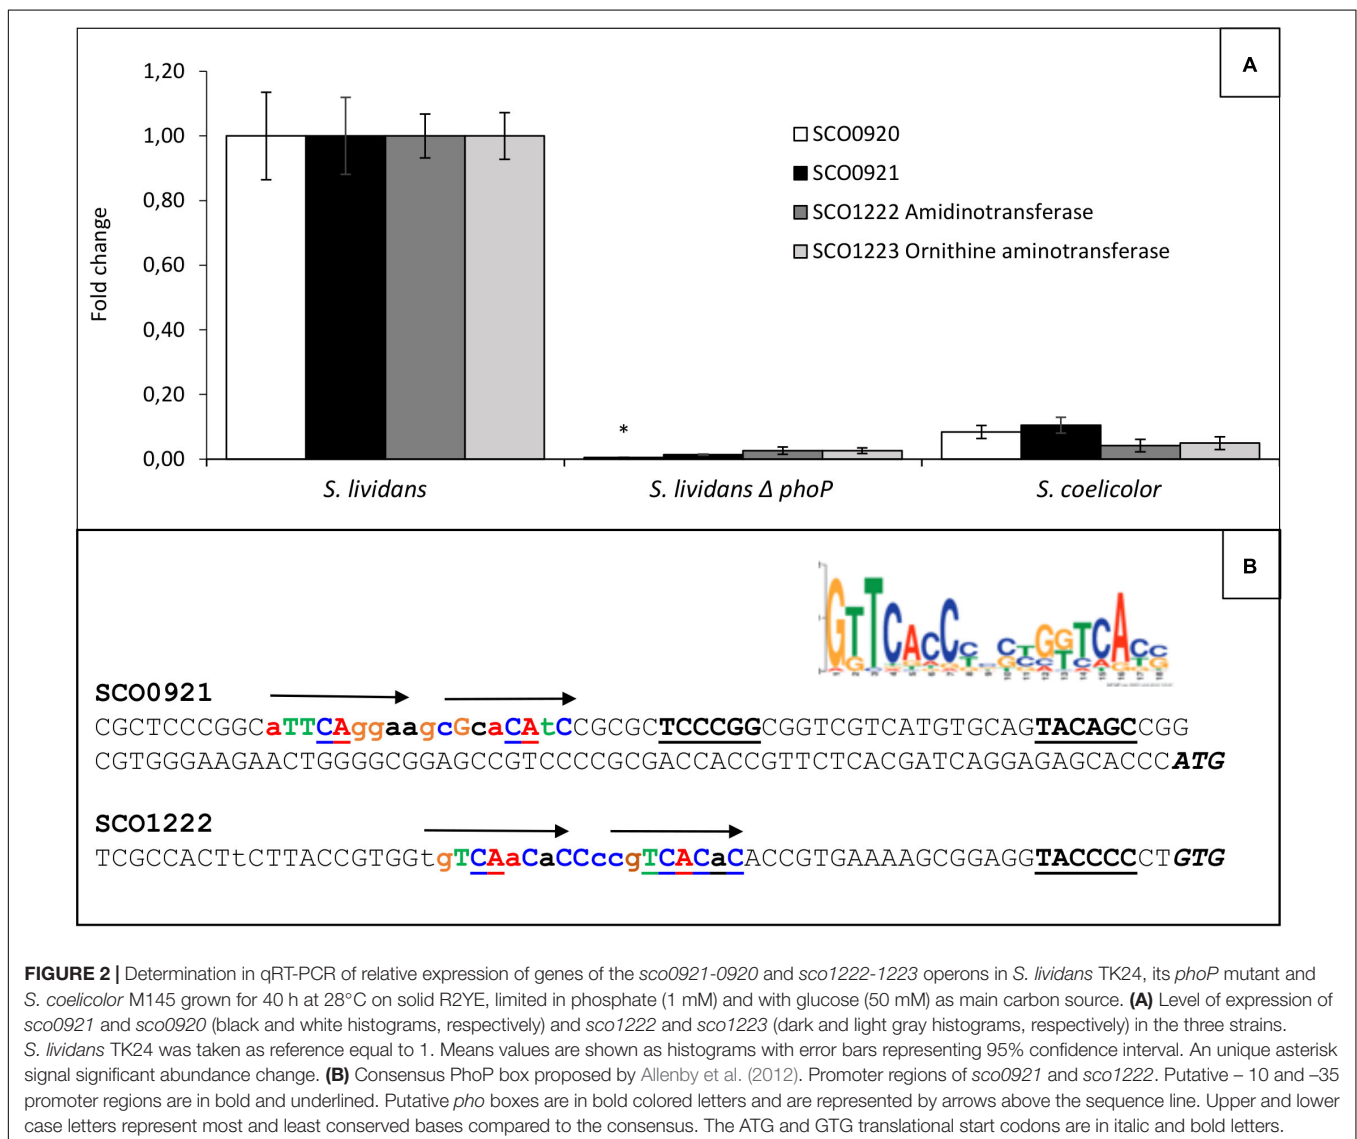 A
1,20
1,00
0,80
0,60
0,40
0,20
0,00
Fold change
SCO0920
SCO0921
SCO1222 Amidinotransferase
SCO1223 Ornithine aminotransferase
*
S. lividans
S. lividans Δ phoP
S. coelicolor
B
SCO0921
CGCTCCCGGCaTTCAggaagcGcaCAtCCGCGCTCCCGGCGGTCGTCATGTGCAGTACAGCCGG
CGTGGGAAGAACTGGGGCGGAGCCGTCCCCGCGACCACCGTTCTCACGATCAGGAGAGCACCCATG
SCO1222
TCGCCACTtCTTACCGTGGtgTCAaCaCCccgTCACaCACCGTGAAAAGCGGAGGTACCCCCTGTG
FIGURE 2 | Determination in qRT-PCR of relative expression of genes of the sco0921-0920 and sco1222-1223 operons in S. lividans TK24, its phoP mutant and
S. coelicolor M145 grown for 40 h at 28°C on solid R2YE, limited in phosphate (1 mM) and with glucose (50 mM) as main carbon source. (A) Level of expression of
sco0921 and sco0920 (black and white histograms, respectively) and sco1222 and sco1223 (dark and light gray histograms, respectively) in the three strains.
S. lividans TK24 was taken as reference equal to 1. Means values are shown as histograms with error bars representing 95% confidence interval. An unique asterisk
signal significant abundance change. (B) Consensus PhoP box proposed by Allenby et al. (2012). Promoter regions of sco0921 and sco1222. Putative – 10 and –35
promoter regions are in bold and underlined. Putative pho boxes are in bold colored letters and are represented by arrows above the sequence line. Upper and lower
case letters represent most and least conserved bases compared to the consensus. The ATG and GTG translational start codons are in italic and bold letters.